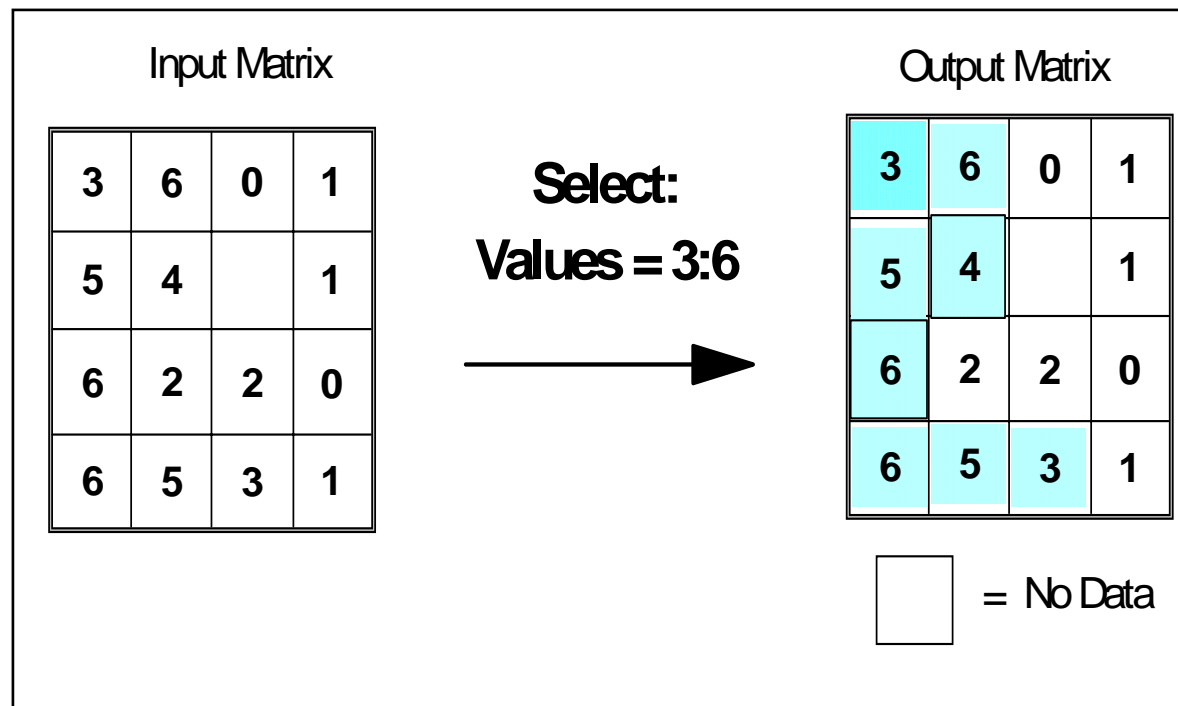 Input Matrix
3 6 0 1
5 4 1
6 2 2 0
6 5 3 1
Select:
Values = 3:6
Output Matrix
3 6 0 1
5 4 1
6 2 2 0
6 5 3 1
= No Data